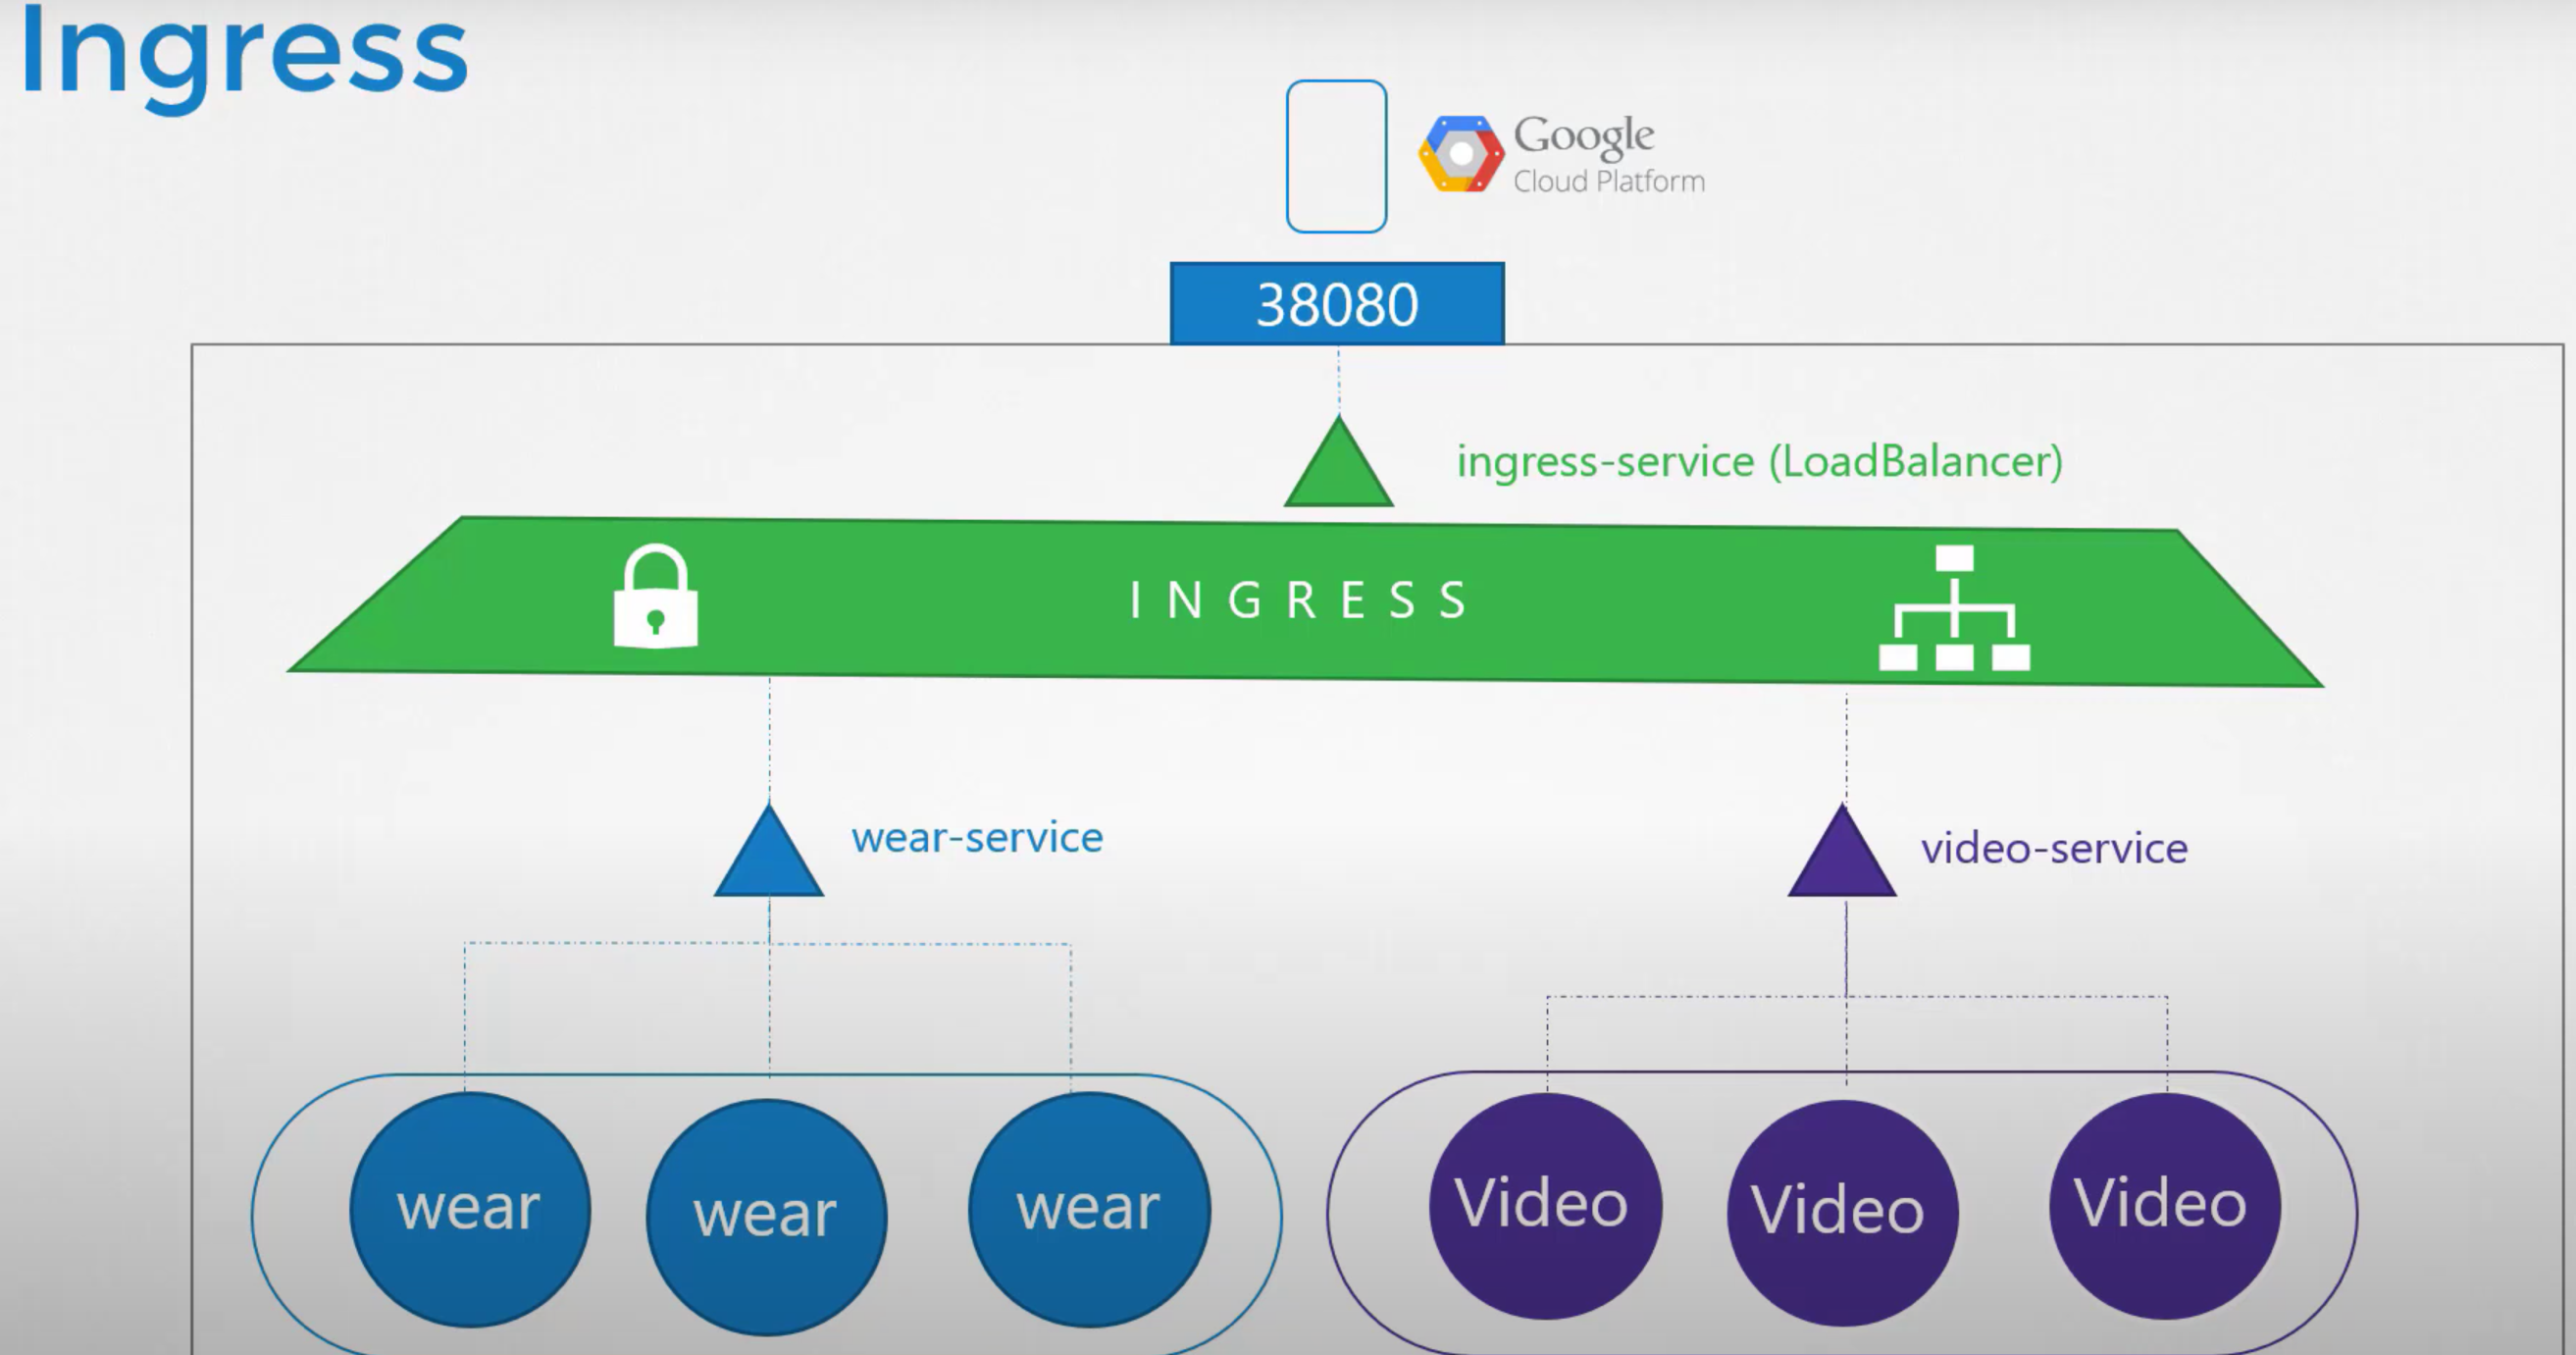 Ingress
Google
Cloud Platform
38080
ingress-service (LoadBalancer)
INGRESS
wear-service
video-service
wear
wear
wear
Video
Video
Video